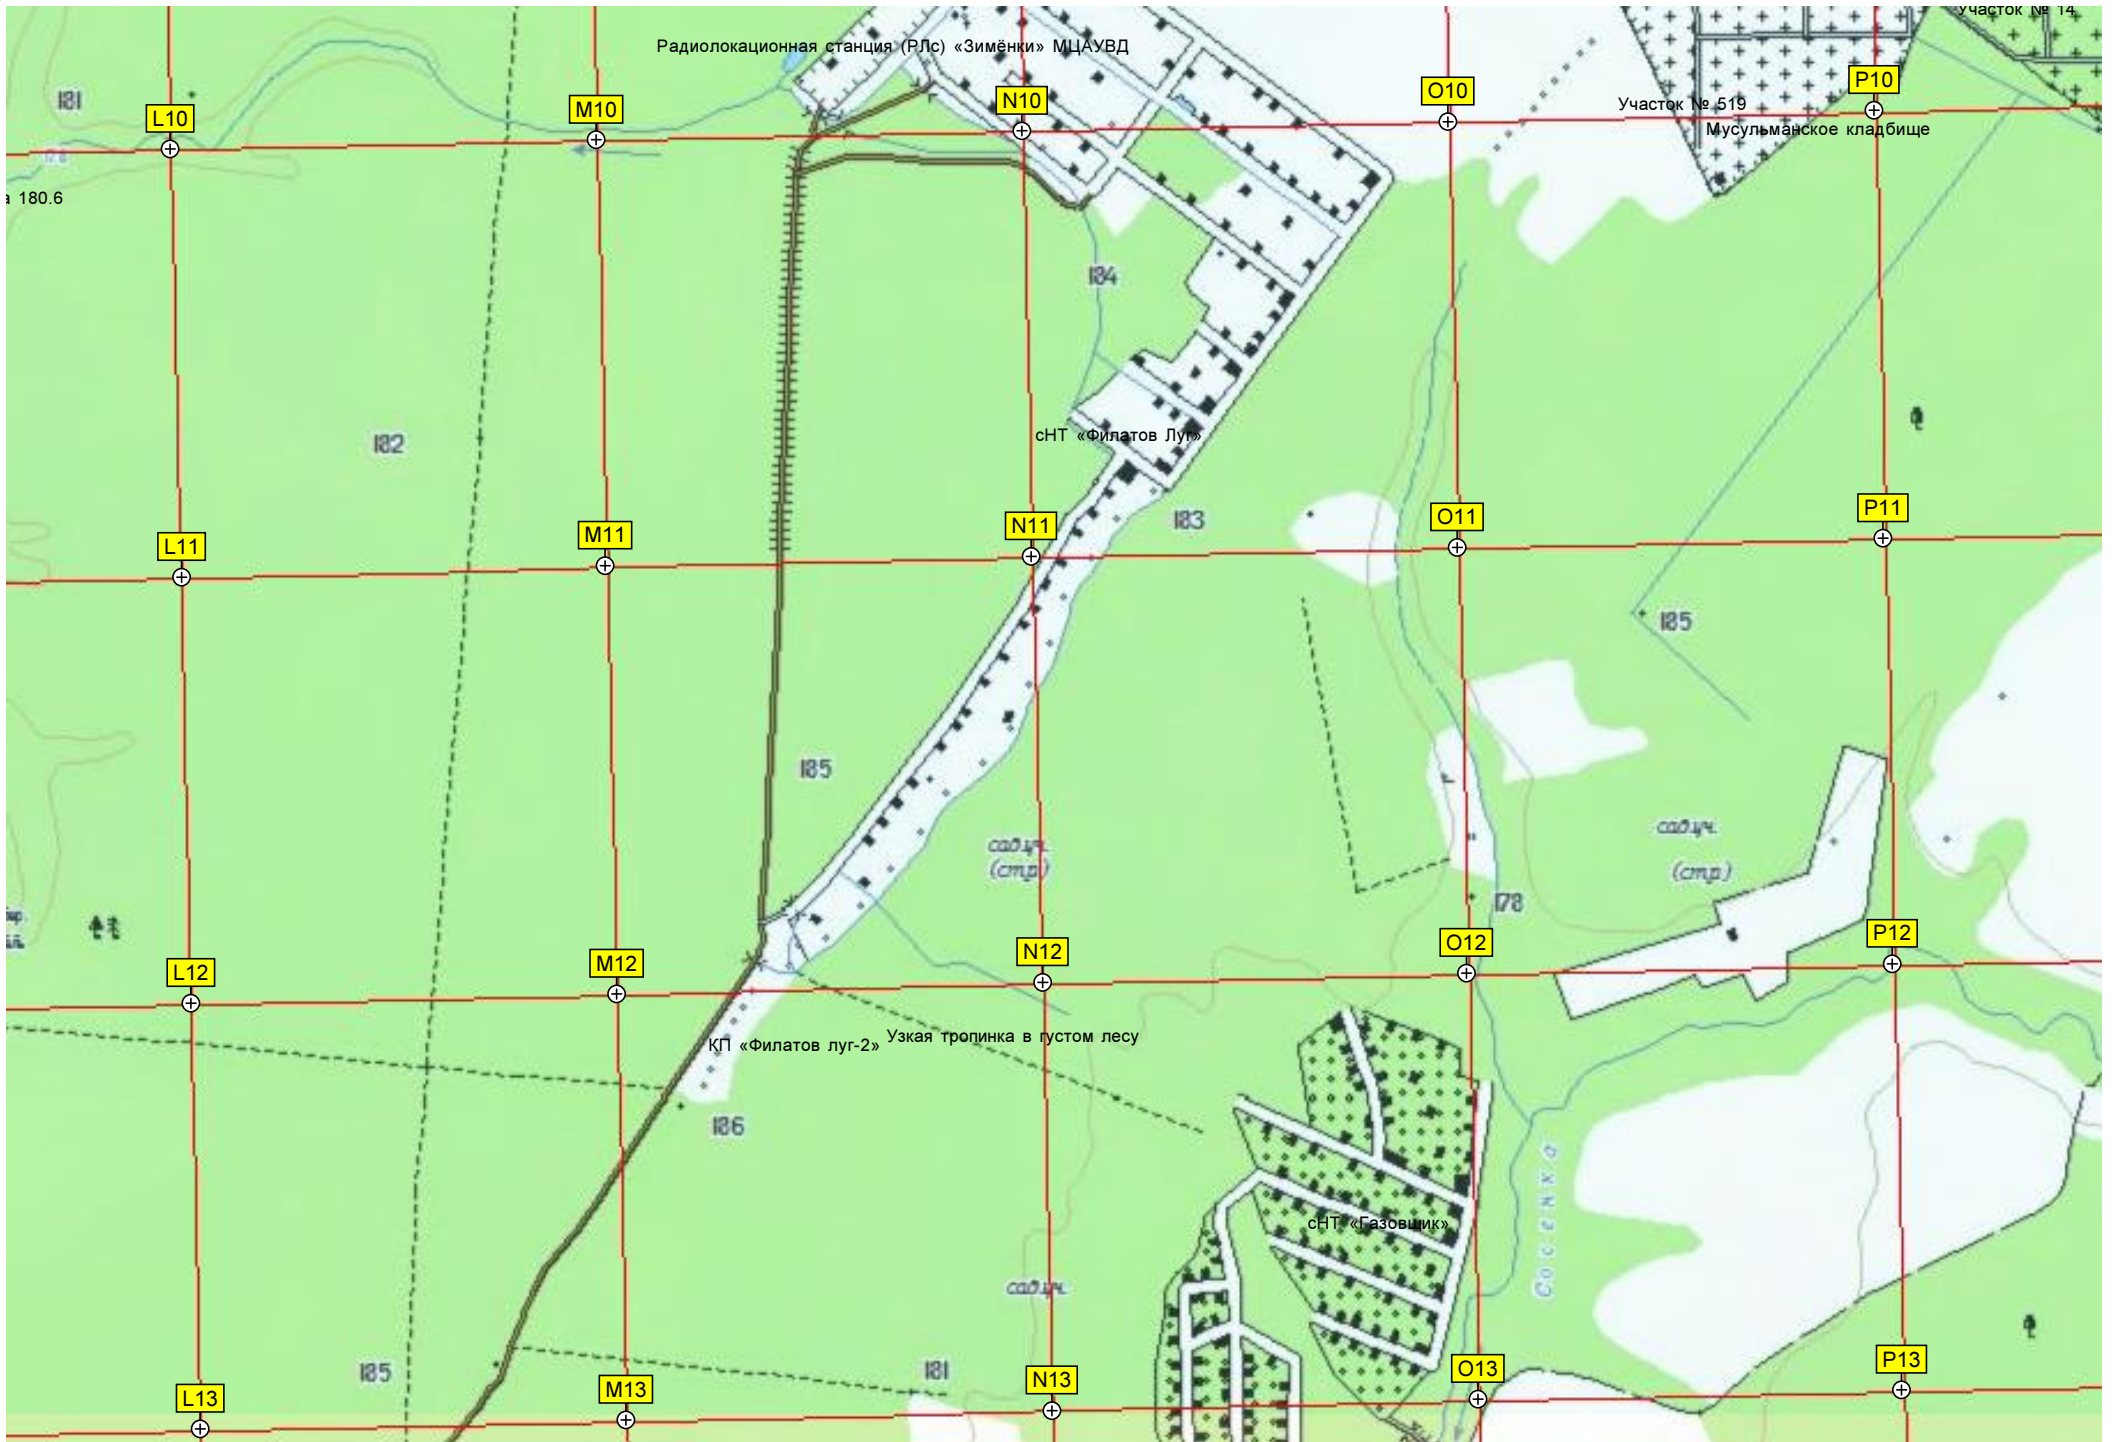 Участок № 14
Радиолокационная станция (РЛс) «Зимёнки» МЦАУВД
181
L10
M10
N10
O10
P10
Участок № 519
Мусульманское кладбище
а 180.6
184
182
сНТ «Филатов Луг»
183
L11
M11
N11
O11
P11
185
185
сад.уч.
(стр.)
сад.уч.
(стр.)
178
L12
M12
N12
O12
P12
КП «Филатов луг-2»
Узкая тропинка в густом лесу
186
Сосенка
сНТ «Газовщик»
сад.уч.
185
181
L13
M13
N13
O13
P13